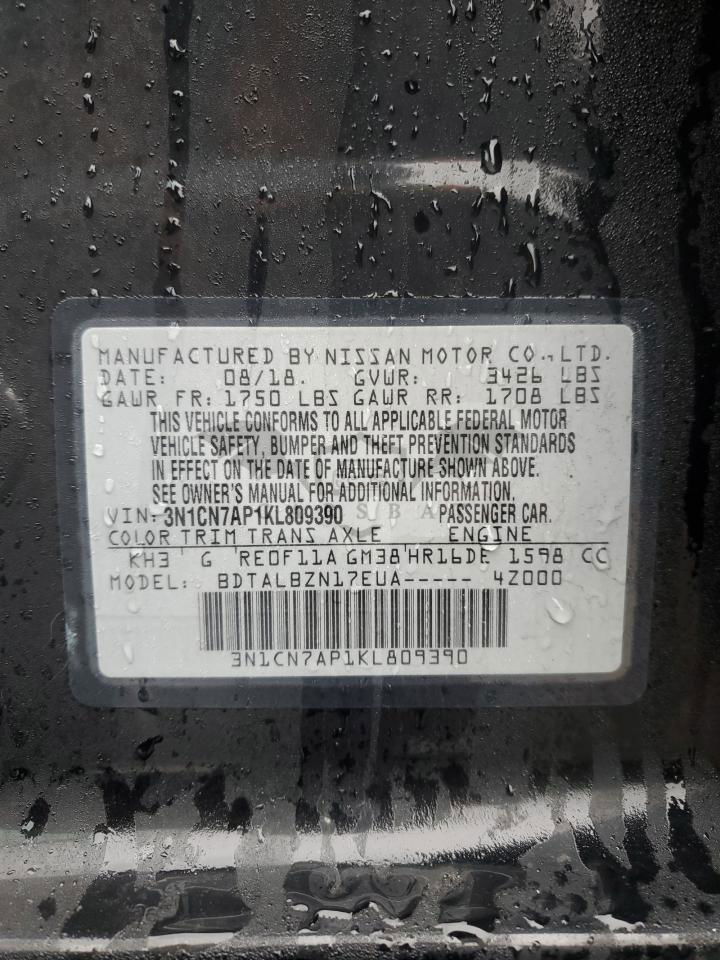 MANUFACTURED BY NISSAN MOTOR CO.,LTD.
DATE: 08/18. GVWR: 3426 LBS
GAWR FR: 1750 LBS GAWR RR: 1708 LBS
THIS VEHICLE CONFORMS TO ALL APPLICABLE FEDERAL MOTOR
VEHICLE SAFETY, BUMPER AND THEFT PREVENTION STANDARDS
IN EFFECT ON THE DATE OF MANUFACTURE SHOWN ABOVE.
SEE OWNER'S MANUAL FOR ADDITIONAL INFORMATION.
VIN: 3N1CN7AP1KL809390 PASSENGER CAR.
COLOR TRIM TRANS AXLE ENGINE
KH3 G RE0F11A GM38 HR16DE 1598 CC
MODEL: BDTALBZN17EUA----- 4Z000
3N1CN7AP1KL809390